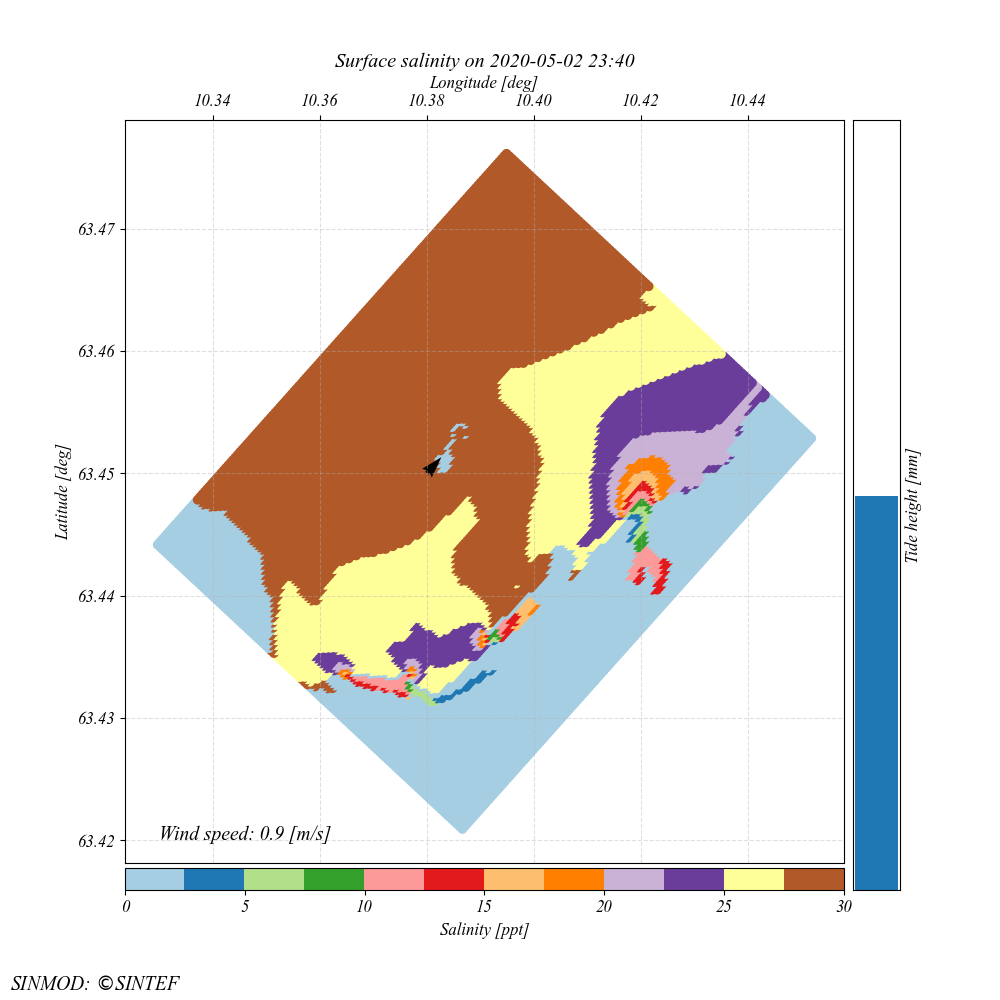 Surface salinity on 2020-05-02 23:40
Longitude [deg]
10.34 10.36 10.38 10.40 10.42 10.44
63.47
63.46
63.45
63.44
63.43
63.42
Latitude [deg]
Tide height [mm]
Wind speed: 0.9 [m/s]
0 5 10 15 20 25 30
Salinity [ppt]
SINMOD: ©SINTEF